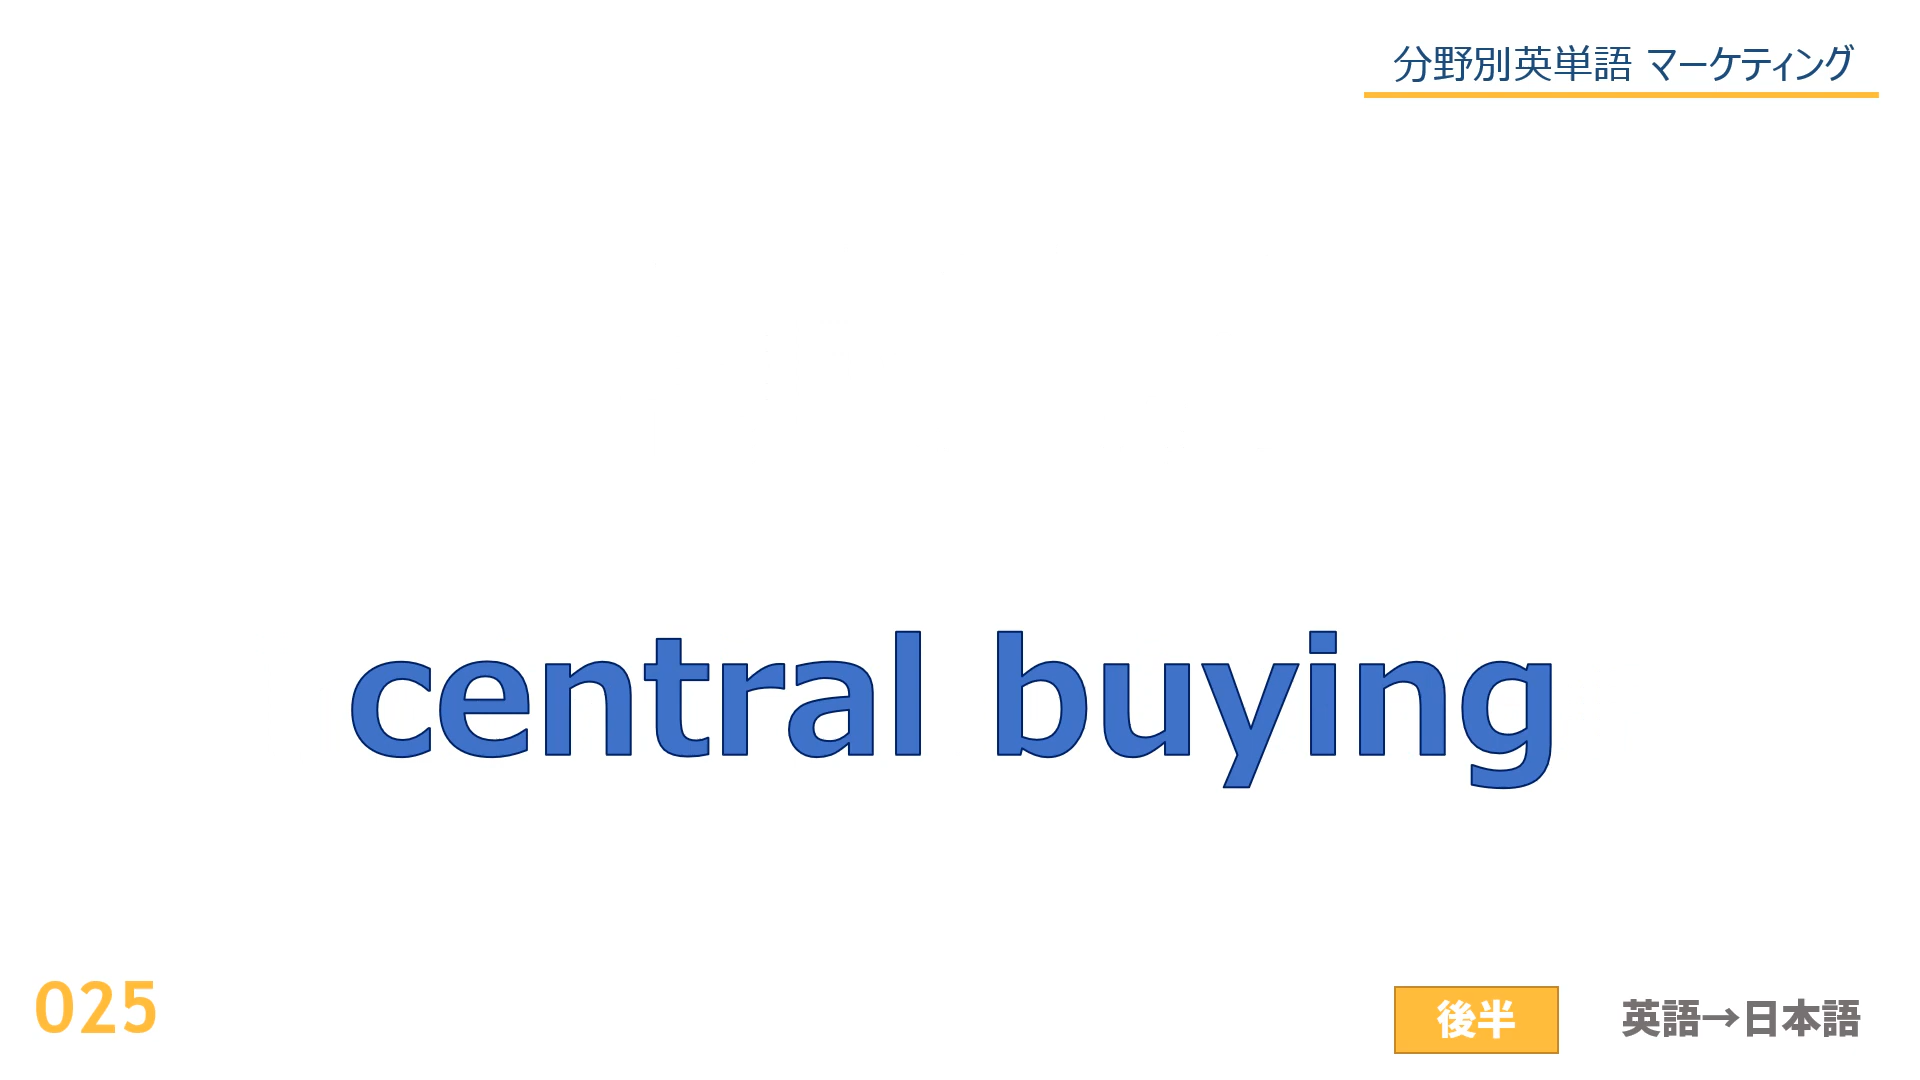 分野別英単語 マーケティング
central buying
025
後半
英語→日本語